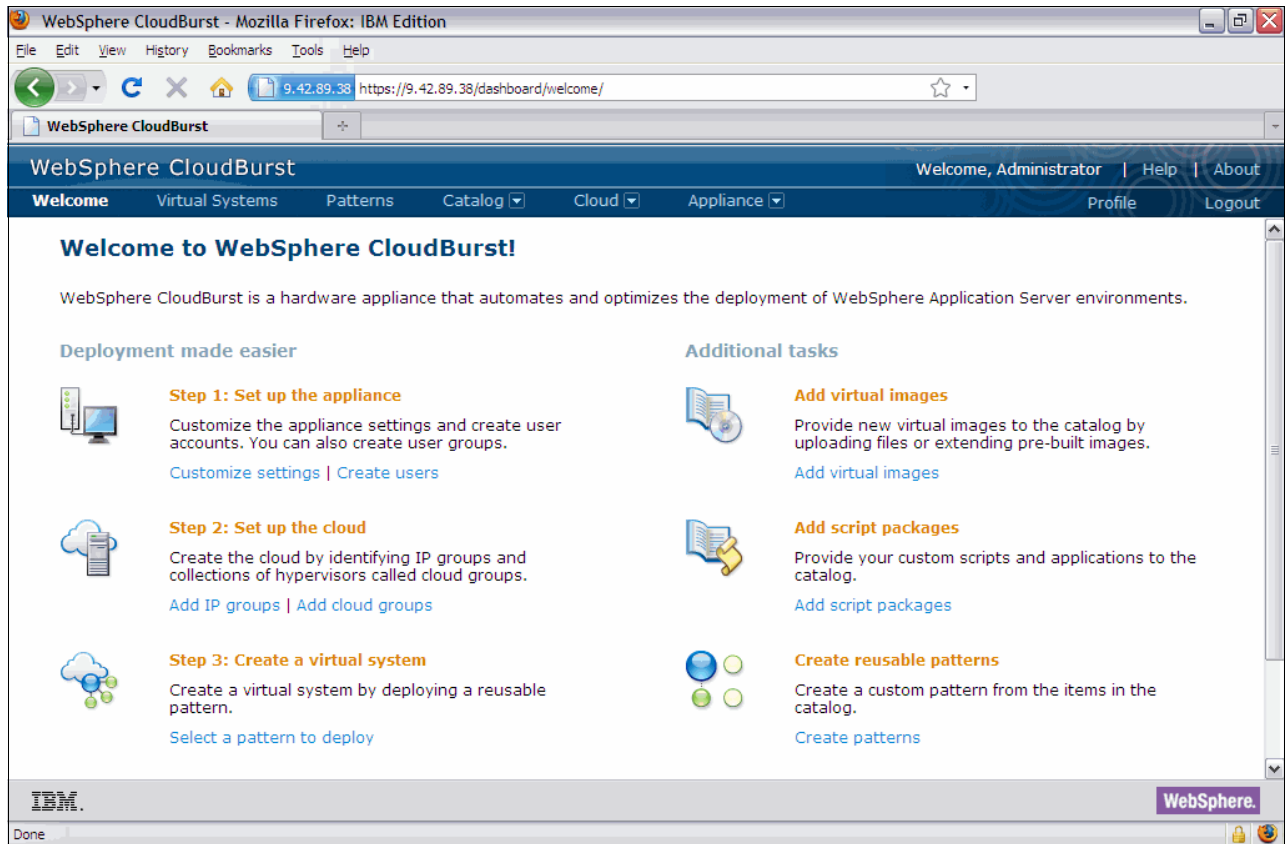 WebSphere CloudBurst - Mozilla Firefox: IBM Edition
File Edit View History Bookmarks Tools Help
9.42.89.38 https://9.42.89.38/dashboard/welcome/
WebSphere CloudBurst
WebSphere CloudBurst Welcome, Administrator | Help | About
Welcome Virtual Systems Patterns Catalog Cloud Appliance Profile Logout
Welcome to WebSphere CloudBurst!
WebSphere CloudBurst is a hardware appliance that automates and optimizes the deployment of WebSphere Application Server environments.
Deployment made easier
Step 1: Set up the appliance
Customize the appliance settings and create user
accounts. You can also create user groups.
Customize settings | Create users
Step 2: Set up the cloud
Create the cloud by identifying IP groups and
collections of hypervisors called cloud groups.
Add IP groups | Add cloud groups
Step 3: Create a virtual system
Create a virtual system by deploying a reusable
pattern.
Select a pattern to deploy
Additional tasks
Add virtual images
Provide new virtual images to the catalog by
uploading files or extending pre-built images.
Add virtual images
Add script packages
Provide your custom scripts and applications to the
catalog.
Add script packages
Create reusable patterns
Create a custom pattern from the items in the
catalog.
Create patterns
IBM. WebSphere.
Done